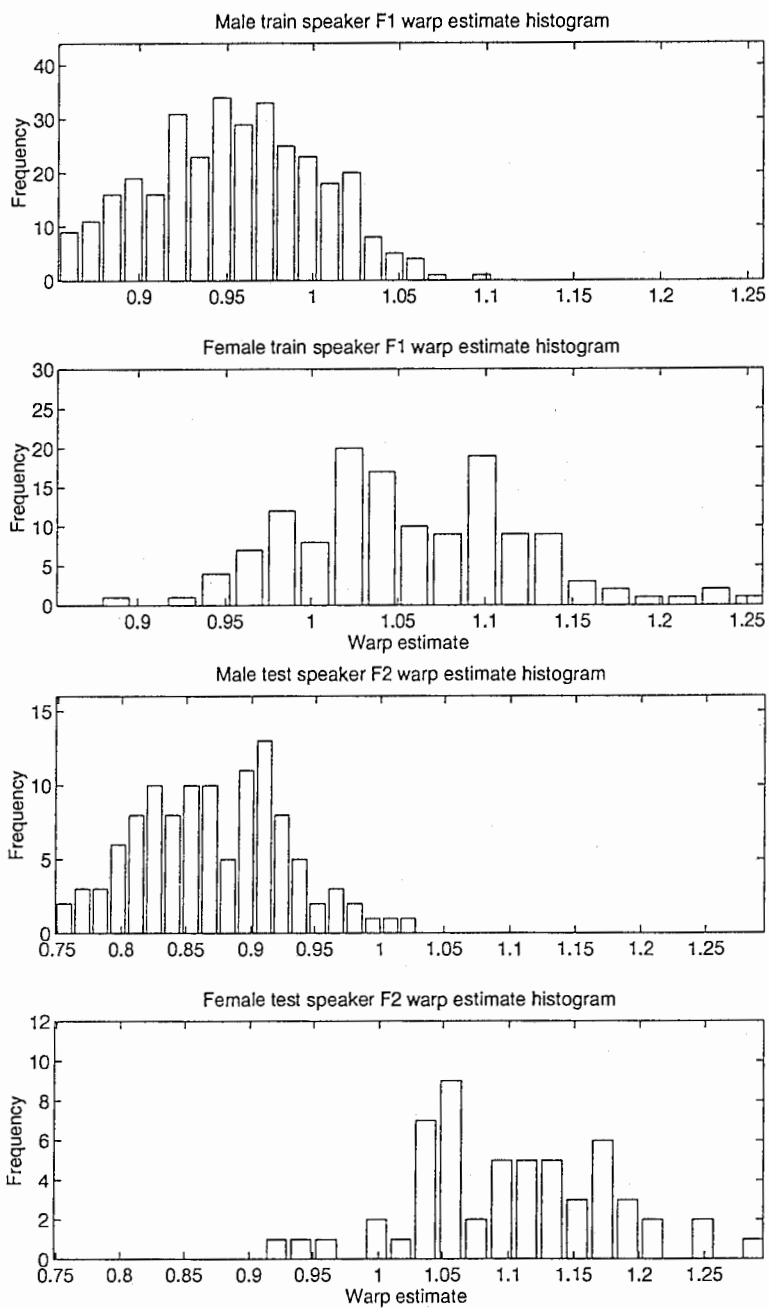 Male train speaker F1 warp estimate histogram
40
30
20
10
0
Frequency
0.9 0.95 1 1.05 1.1 1.15 1.2 1.25
Female train speaker F1 warp estimate histogram
30
25
20
15
10
5
0
Frequency
0.9 0.95 1 1.05 1.1 1.15 1.2 1.25
Warp estimate
Male test speaker F2 warp estimate histogram
15
10
5
0
Frequency
0.75 0.8 0.85 0.9 0.95 1 1.05 1.1 1.15 1.2 1.25
Female test speaker F2 warp estimate histogram
12
10
8
6
4
2
0
Frequency
0.75 0.8 0.85 0.9 0.95 1 1.05 1.1 1.15 1.2 1.25
Warp estimate